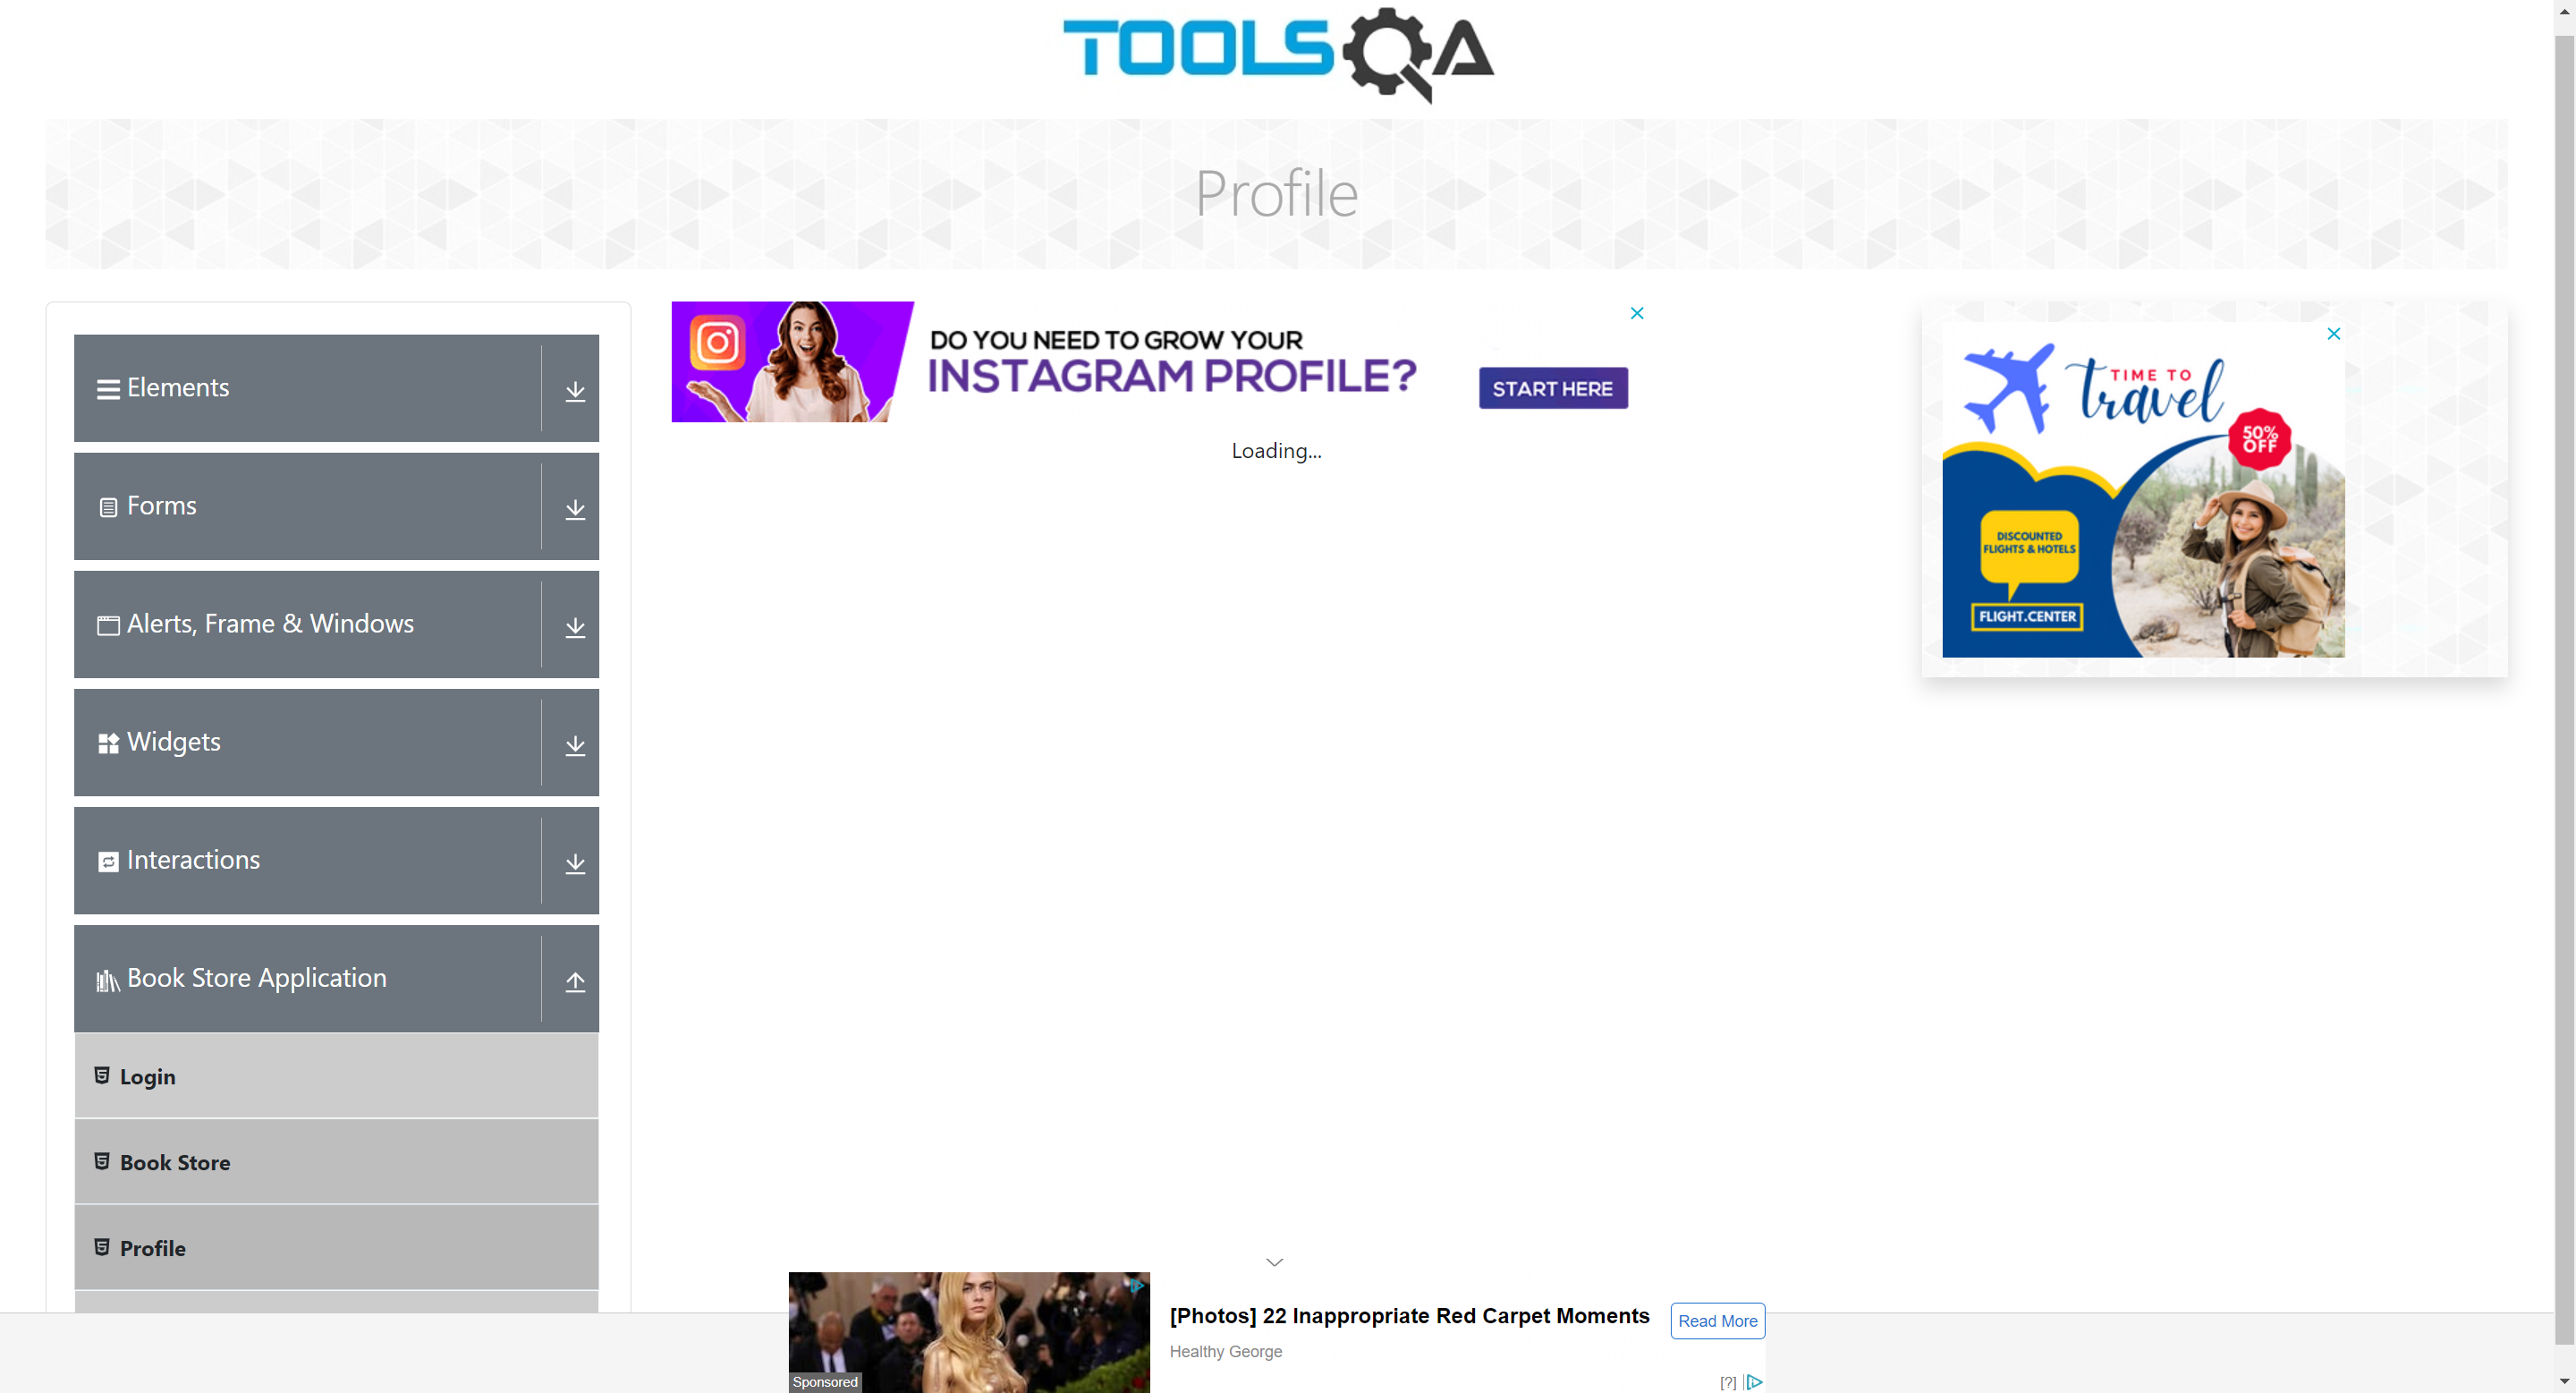 TOOLSQA
Profile
Elements
Forms
Alerts, Frame & Windows
Widgets
Interactions
Book Store Application
Login
Book Store
Profile
DO YOU NEED TO GROW YOUR
INSTAGRAM PROFILE?
START HERE
Loading...
TIME TO
travel
50%
OFF
DISCOUNTED
FLIGHTS & HOTELS
FLIGHT.CENTER
[Photos] 22 Inappropriate Red Carpet Moments
Read More
Healthy George
Sponsored
[?]